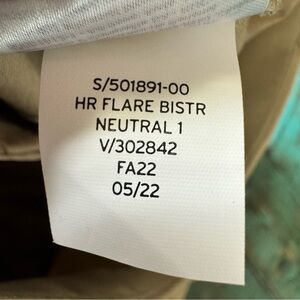 S/501891-00
HR FLARE BISTR
NEUTRAL 1
V/302842
FA22
05/22